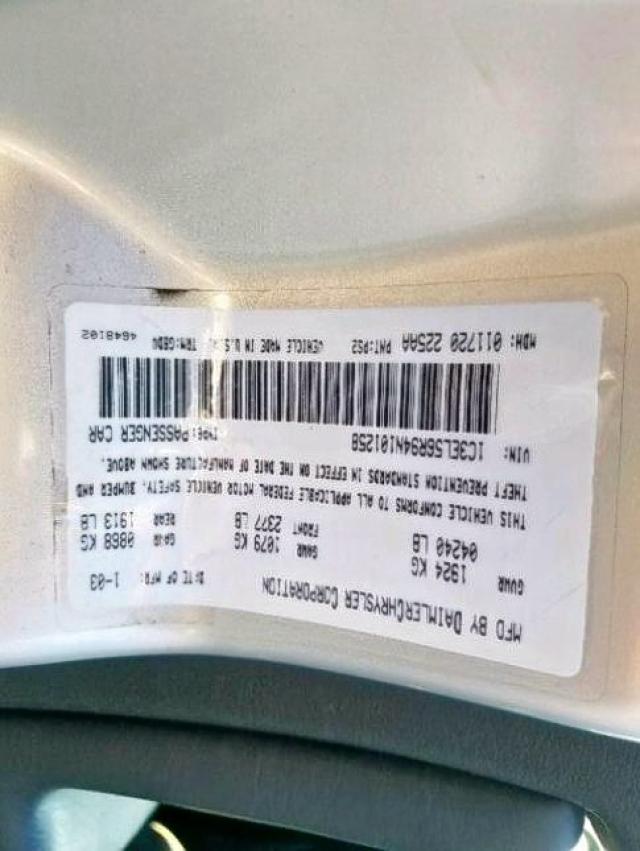 MFD BY DAIMLERCHRYSLER CORPORATION DATE OF MFR: 1-03
GVWR 1924 KG GAWR 1079 KG GAWR 0868 KG
04240 LB FRONT 2377 LB REAR 1913 LB
THIS VEHICLE CONFORMS TO ALL APPLICABLE FEDERAL MOTOR VEHICLE SAFETY, BUMPER AND
THEFT PREVENTION STANDARDS IN EFFECT ON THE DATE OF MANUFACTURE SHOWN ABOVE.
VIN: 1C3EL56R94N101258 TYPE: PASSENGER CAR
MDH: 011720 225AA PNT:PS2 VEHICLE MADE IN U.S.A. 4648102